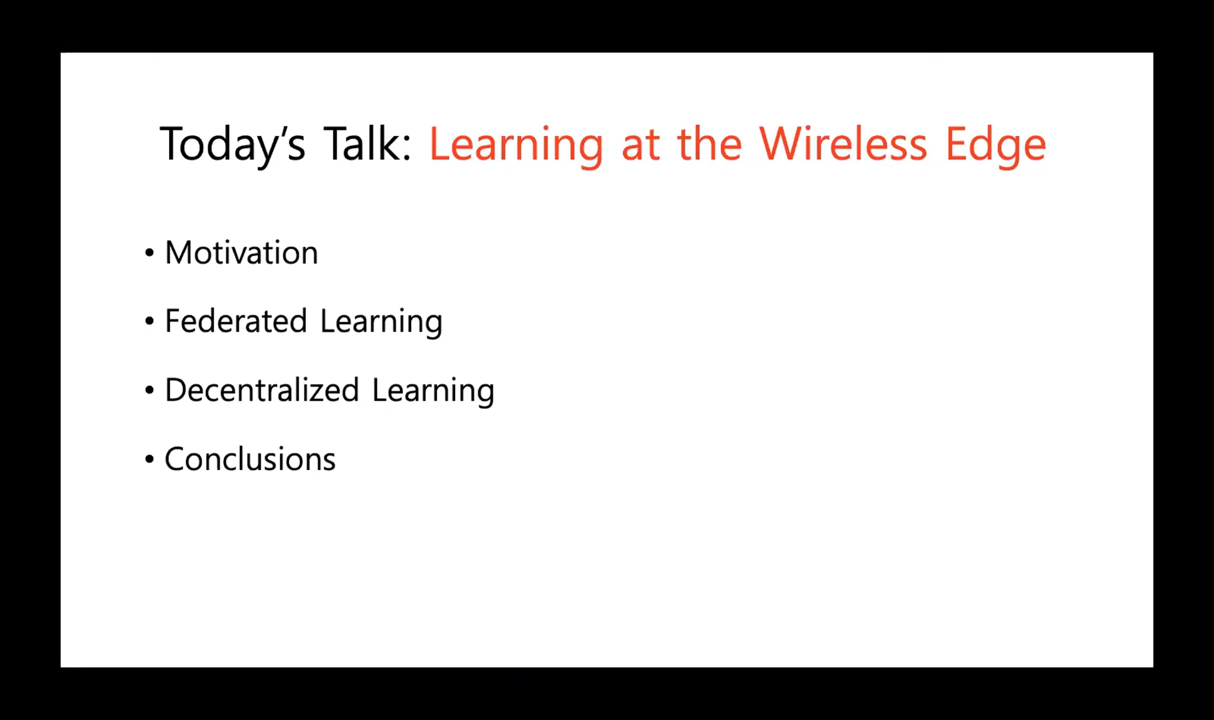 Today’s Talk: Learning at the Wireless Edge
• Motivation
• Federated Learning
• Decentralized Learning
• Conclusions